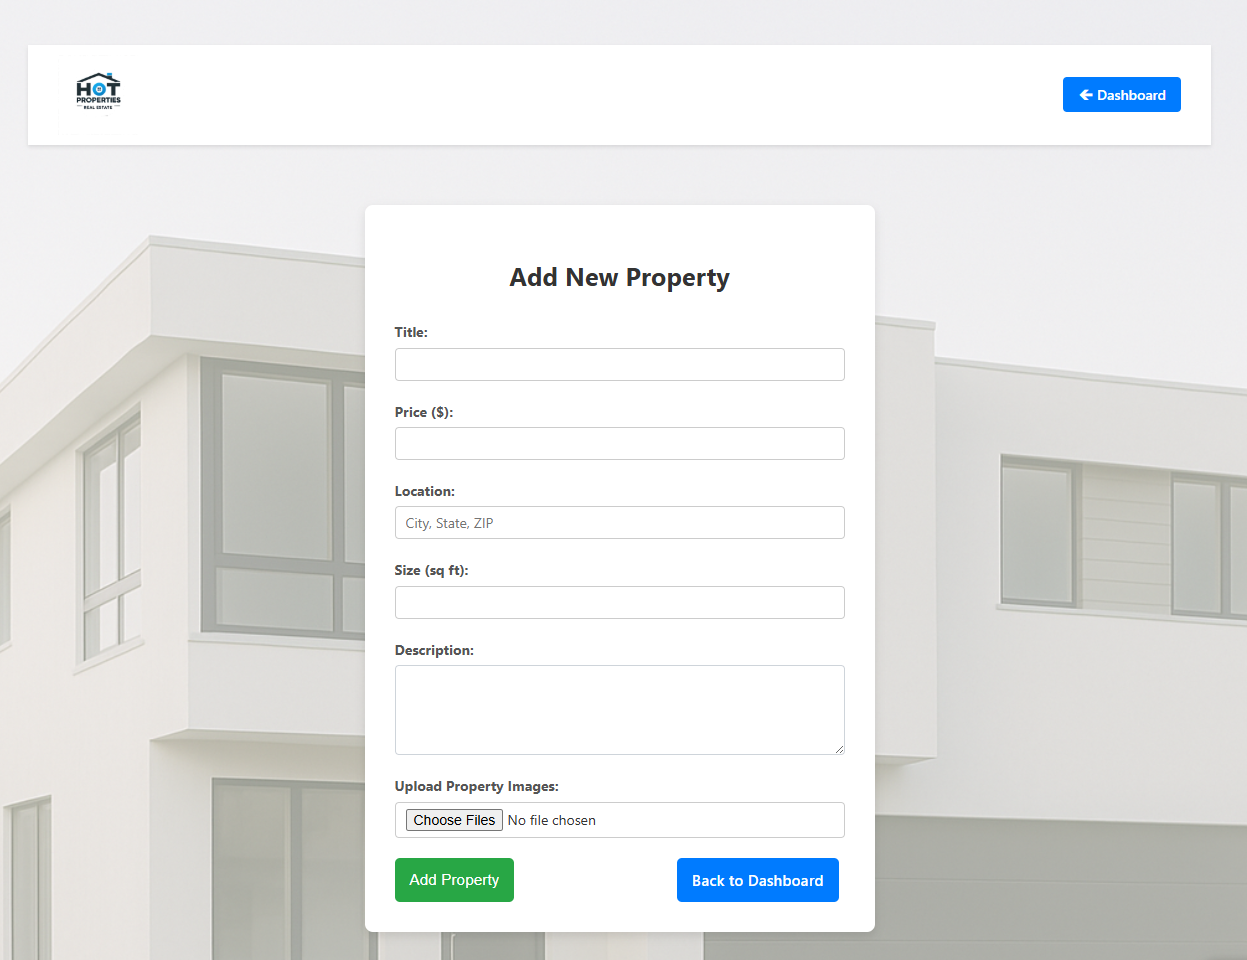 HOT
PROPERTIES
REAL ESTATE
Dashboard
Add New Property
Title:
Price ($):
Location:
City, State, ZIP
Size (sq ft):
Description:
Upload Property Images:
Choose Files No file chosen
Add Property
Back to Dashboard